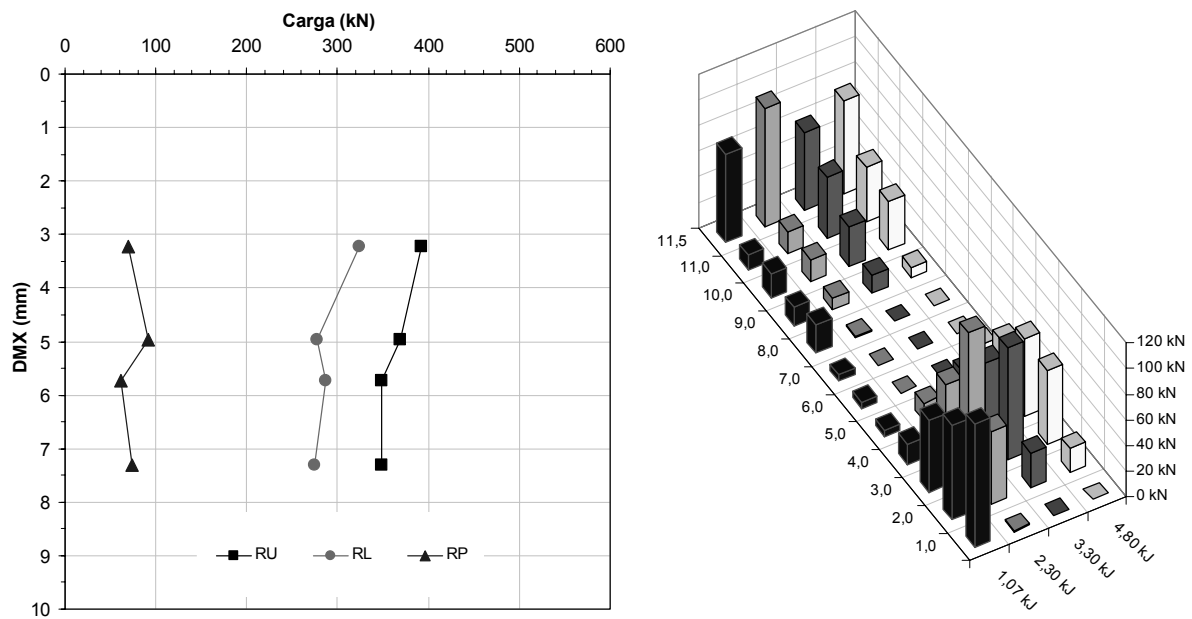 Carga (kN)
0 100 200 300 400 500 600
DMX (mm)
0
1
2
3
4
5
6
7
8
9
10
RU RL RP
11,5
11,0
10,0
9,0
8,0
7,0
6,0
5,0
4,0
3,0
2,0
1,0
1,07 kJ
2,30 kJ
3,30 kJ
4,80 kJ
120 kN
100 kN
80 kN
60 kN
40 kN
20 kN
0 kN